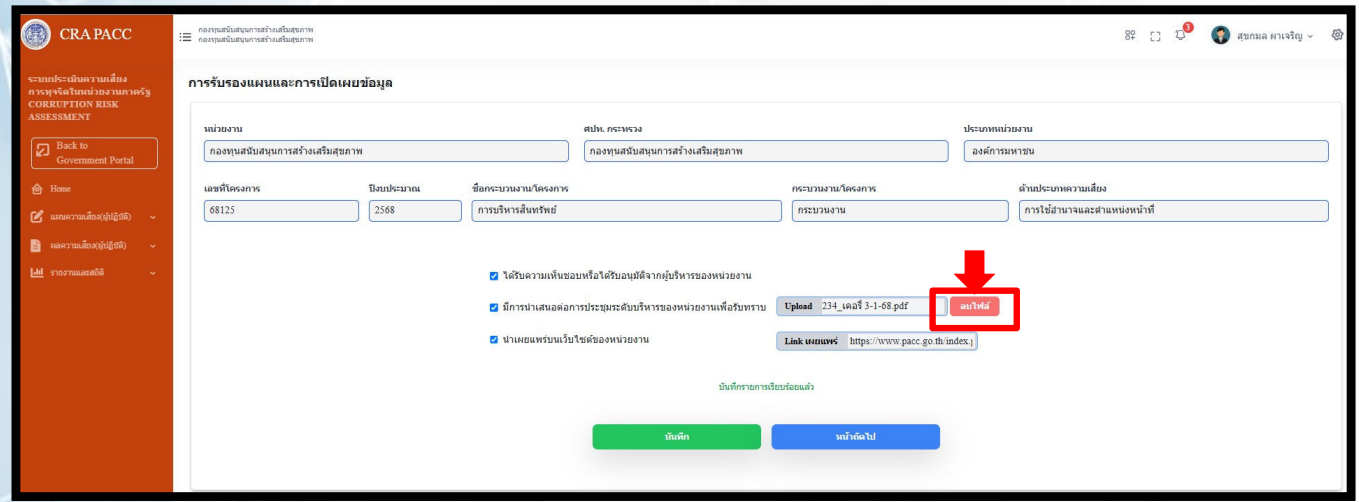 CRA PACC
กองทุนสนับสนุนการสร้างเสริมสุขภาพ
กองทุนสนับสนุนการสร้างเสริมสุขภาพ
3
สุขกมล ผาเจริญ
ระบบประเมินความเสี่ยง
การทุจริตในหน่วยงานภาครัฐ
CORRUPTION RISK
ASSESSMENT
Back to
Government Portal
Home
แผนความเสี่ยง(ผู้ปฏิบัติ)
ผลความเสี่ยง(ผู้ปฏิบัติ)
รายงานและสถิติ
การรับรองแผนและการเปิดเผยข้อมูล
หน่วยงาน ศปท. กระทรวง ประเภทหน่วยงาน
กองทุนสนับสนุนการสร้างเสริมสุขภาพ กองทุนสนับสนุนการสร้างเสริมสุขภาพ องค์การมหาชน
เลขที่โครงการ ปีงบประมาณ ชื่อกระบวนงาน/โครงการ กระบวนงาน/โครงการ ด้านประเภทความเสี่ยง
68125 2568 การบริหารสินทรัพย์ กระบวนงาน การใช้อำนาจและตำแหน่งหน้าที่
ได้รับความเห็นชอบหรือได้รับอนุมัติจากผู้บริหารของหน่วยงาน
มีการนำเสนอต่อการประชุมระดับบริหารของหน่วยงานเพื่อรับทราบ Upload 234_เคอรี่ 3-1-68.pdf ลบไฟล์
นำเผยแพร่บนเว็บไซต์ของหน่วยงาน Link เผยแพร่ https://www.pacc.go.th/index.p
บันทึกรายการเรียบร้อยแล้ว
บันทึก หน้าถัดไป